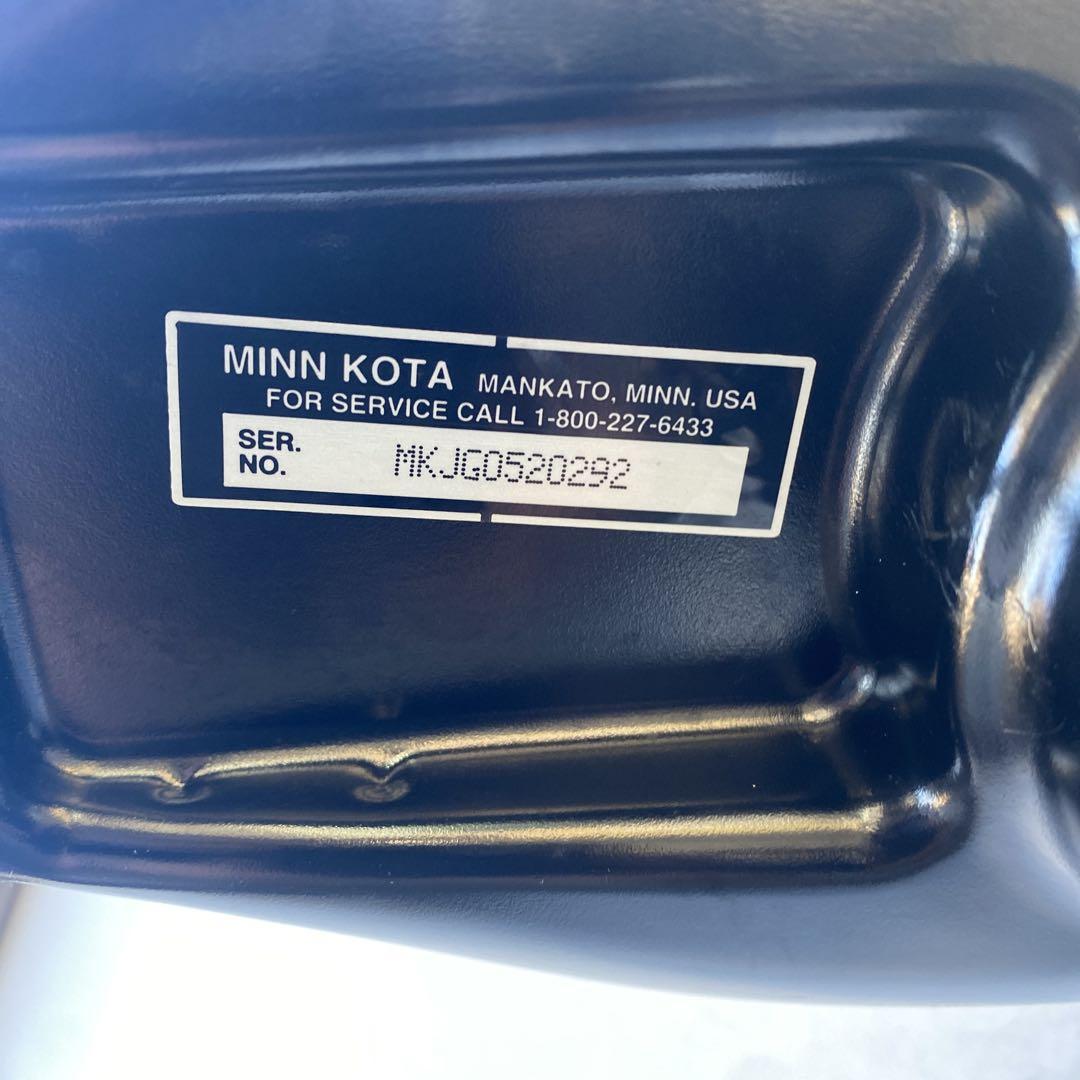 MINN KOTA MANKATO, MINN. USA
FOR SERVICE CALL 1-800-227-6433
SER.
NO. MKJG0520292